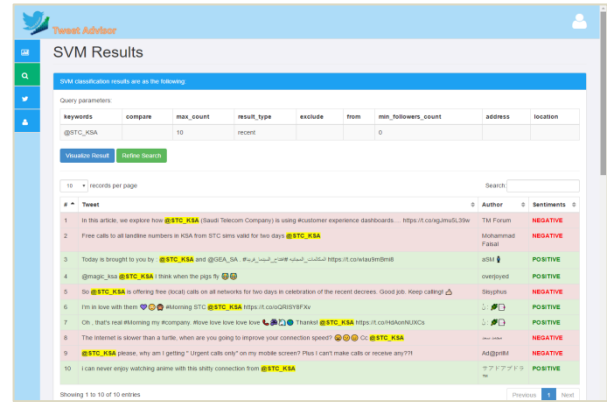 Tweet Advisor
SVM Results
SVM classification results are as the following:
Query parameters:
keywords compare max_count result_type exclude from min_followers_count address location
@STC_KSA 10 recent 0
Visualize Result Refine Search
10 records per page Search:
# Tweet Author Sentiments
1 In this article, we explore how @STC_KSA (Saudi Telecom Company) is using #customer experience dashboards.... TM Forum NEGATIVE
2 Free calls to all landline numbers in KSA from STC sims valid for two days @STC_KSA Mohammad Faisal NEGATIVE
3 Today is brought to you by : @STC_KSA and @GEA_SA . POSITIVE
4 @magic_ksa @STC_KSA I think when the pigs fly 😂😂 overjoyed POSITIVE
5 So @STC_KSA is offering free (local) calls on all networks for two days in celebration of the recent decrees. Good job. Keep calling! Sisyphus NEGATIVE
6 I'm in love with them #Morning STC @STC_KSA POSITIVE
7 Oh , that's real #Morning my #company. #love love love love Thanks! @STC_KSA POSITIVE
8 The Internet is slower than a turtle, when are you going to improve your connection speed? Cc @STC_KSA NEGATIVE
9 @STC_KSA please, why am I getting " Urgent calls only" on my mobile screen? Plus I can't make calls or receive any??! Ad@priIM NEGATIVE
10 i can never enjoy watching anime with this shitty connection from @STC_KSA POSITIVE
Showing 1 to 10 of 10 entries Previous 1 Next